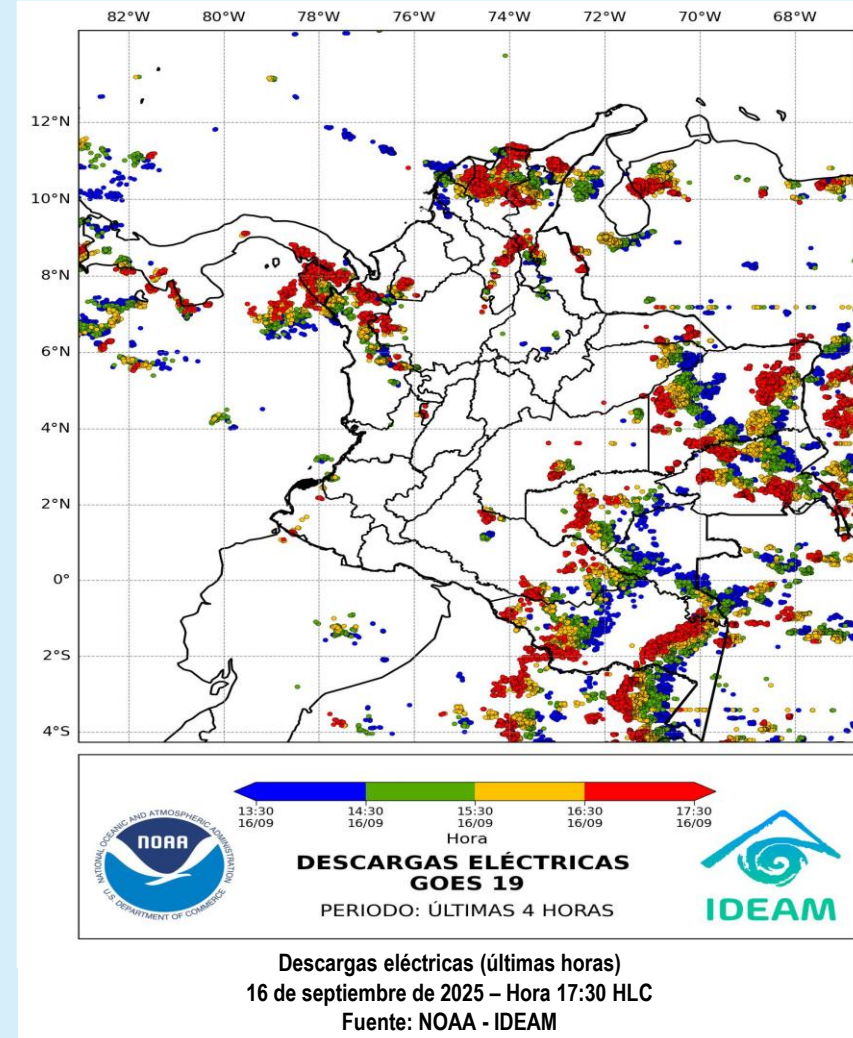 82°W 80°W 78°W 76°W 74°W 72°W 70°W 68°W
12°N
10°N
8°N
6°N
4°N
2°N
0°
2°S
4°S
13:30 14:30 15:30 16:30 17:30
16/09 16/09 16/09 16/09 16/09
Hora
NATIONAL OCEANIC AND ATMOSPHERIC ADMINISTRATION
NOAA
U.S. DEPARTMENT OF COMMERCE
DESCARGAS ELÉCTRICAS
GOES 19
PERIODO: ÚLTIMAS 4 HORAS
IDEAM
Descargas eléctricas (últimas horas)
16 de septiembre de 2025 – Hora 17:30 HLC
Fuente: NOAA - IDEAM